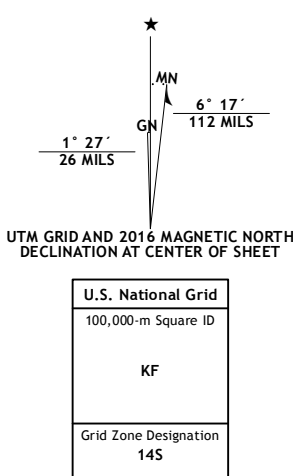 ★
MN
GN
6° 17´
112 MILS
1° 27´
26 MILS
UTM GRID AND 2016 MAGNETIC NORTH
DECLINATION AT CENTER OF SHEET
U.S. National Grid
100,000-m Square ID
KF
Grid Zone Designation
14S